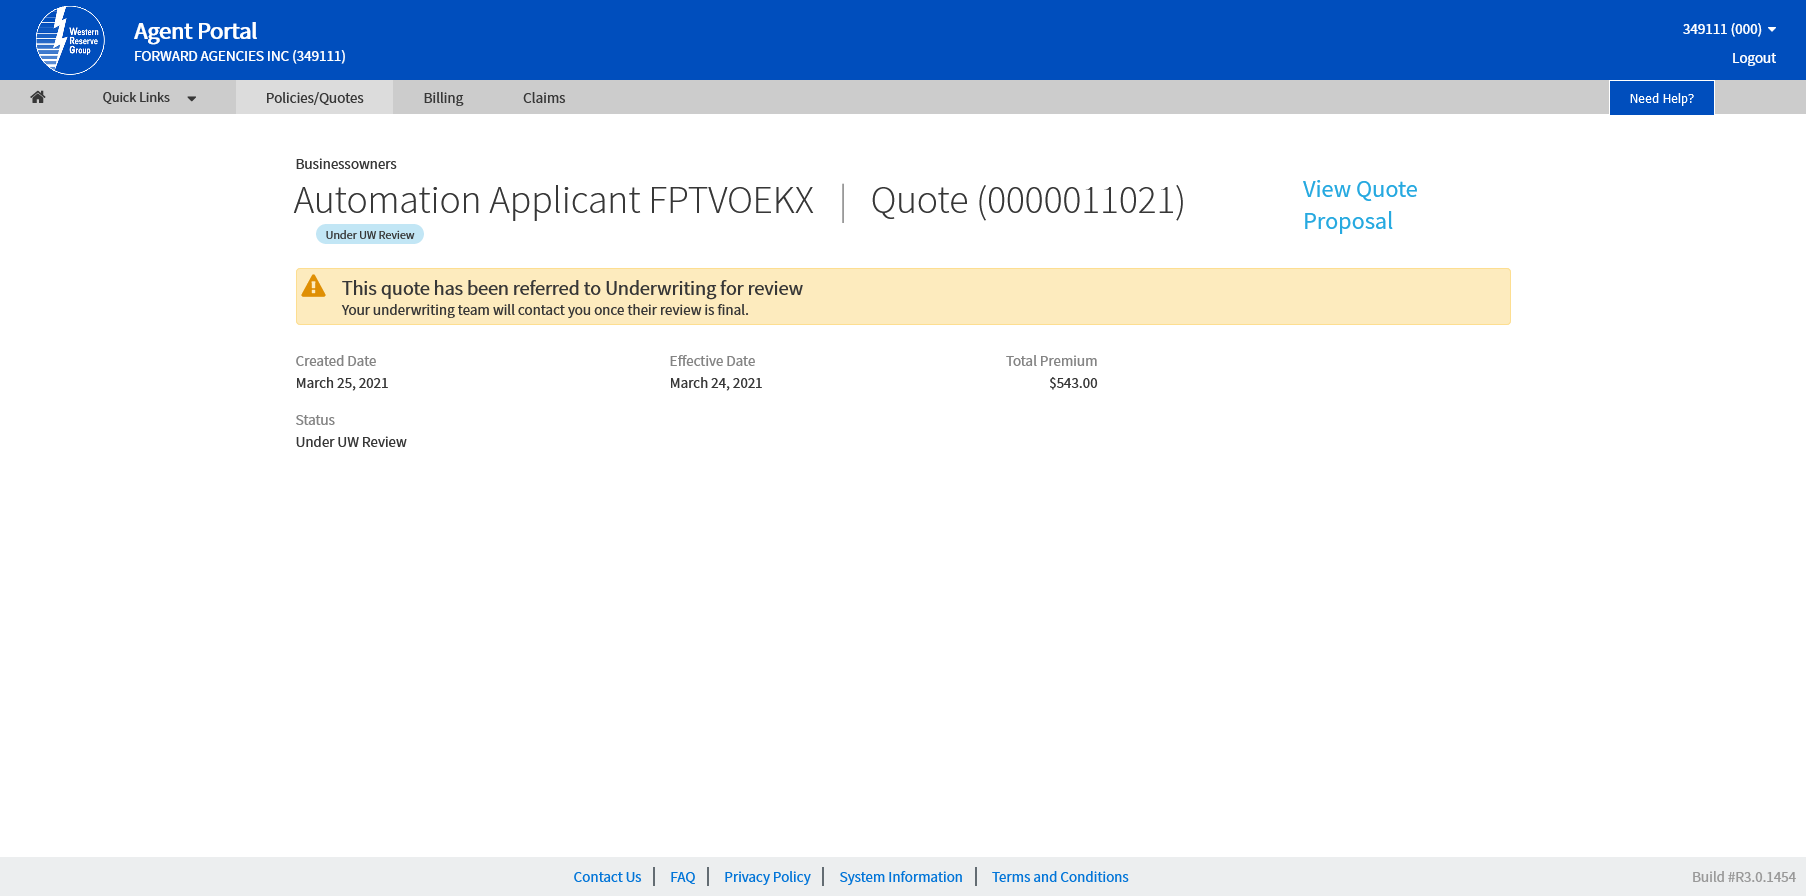 Western
Reserve
Group
Agent Portal
FORWARD AGENCIES INC (349111)
349111 (000)
Logout
Quick Links
Policies/Quotes
Billing
Claims
Need Help?
Businessowners
Automation Applicant FPTVOEKX | Quote (0000011021)
Under UW Review
View Quote
Proposal
This quote has been referred to Underwriting for review
Your underwriting team will contact you once their review is final.
Created Date
March 25, 2021
Effective Date
March 24, 2021
Total Premium
$543.00
Status
Under UW Review
Contact Us | FAQ | Privacy Policy | System Information | Terms and Conditions
Build #R3.0.1454